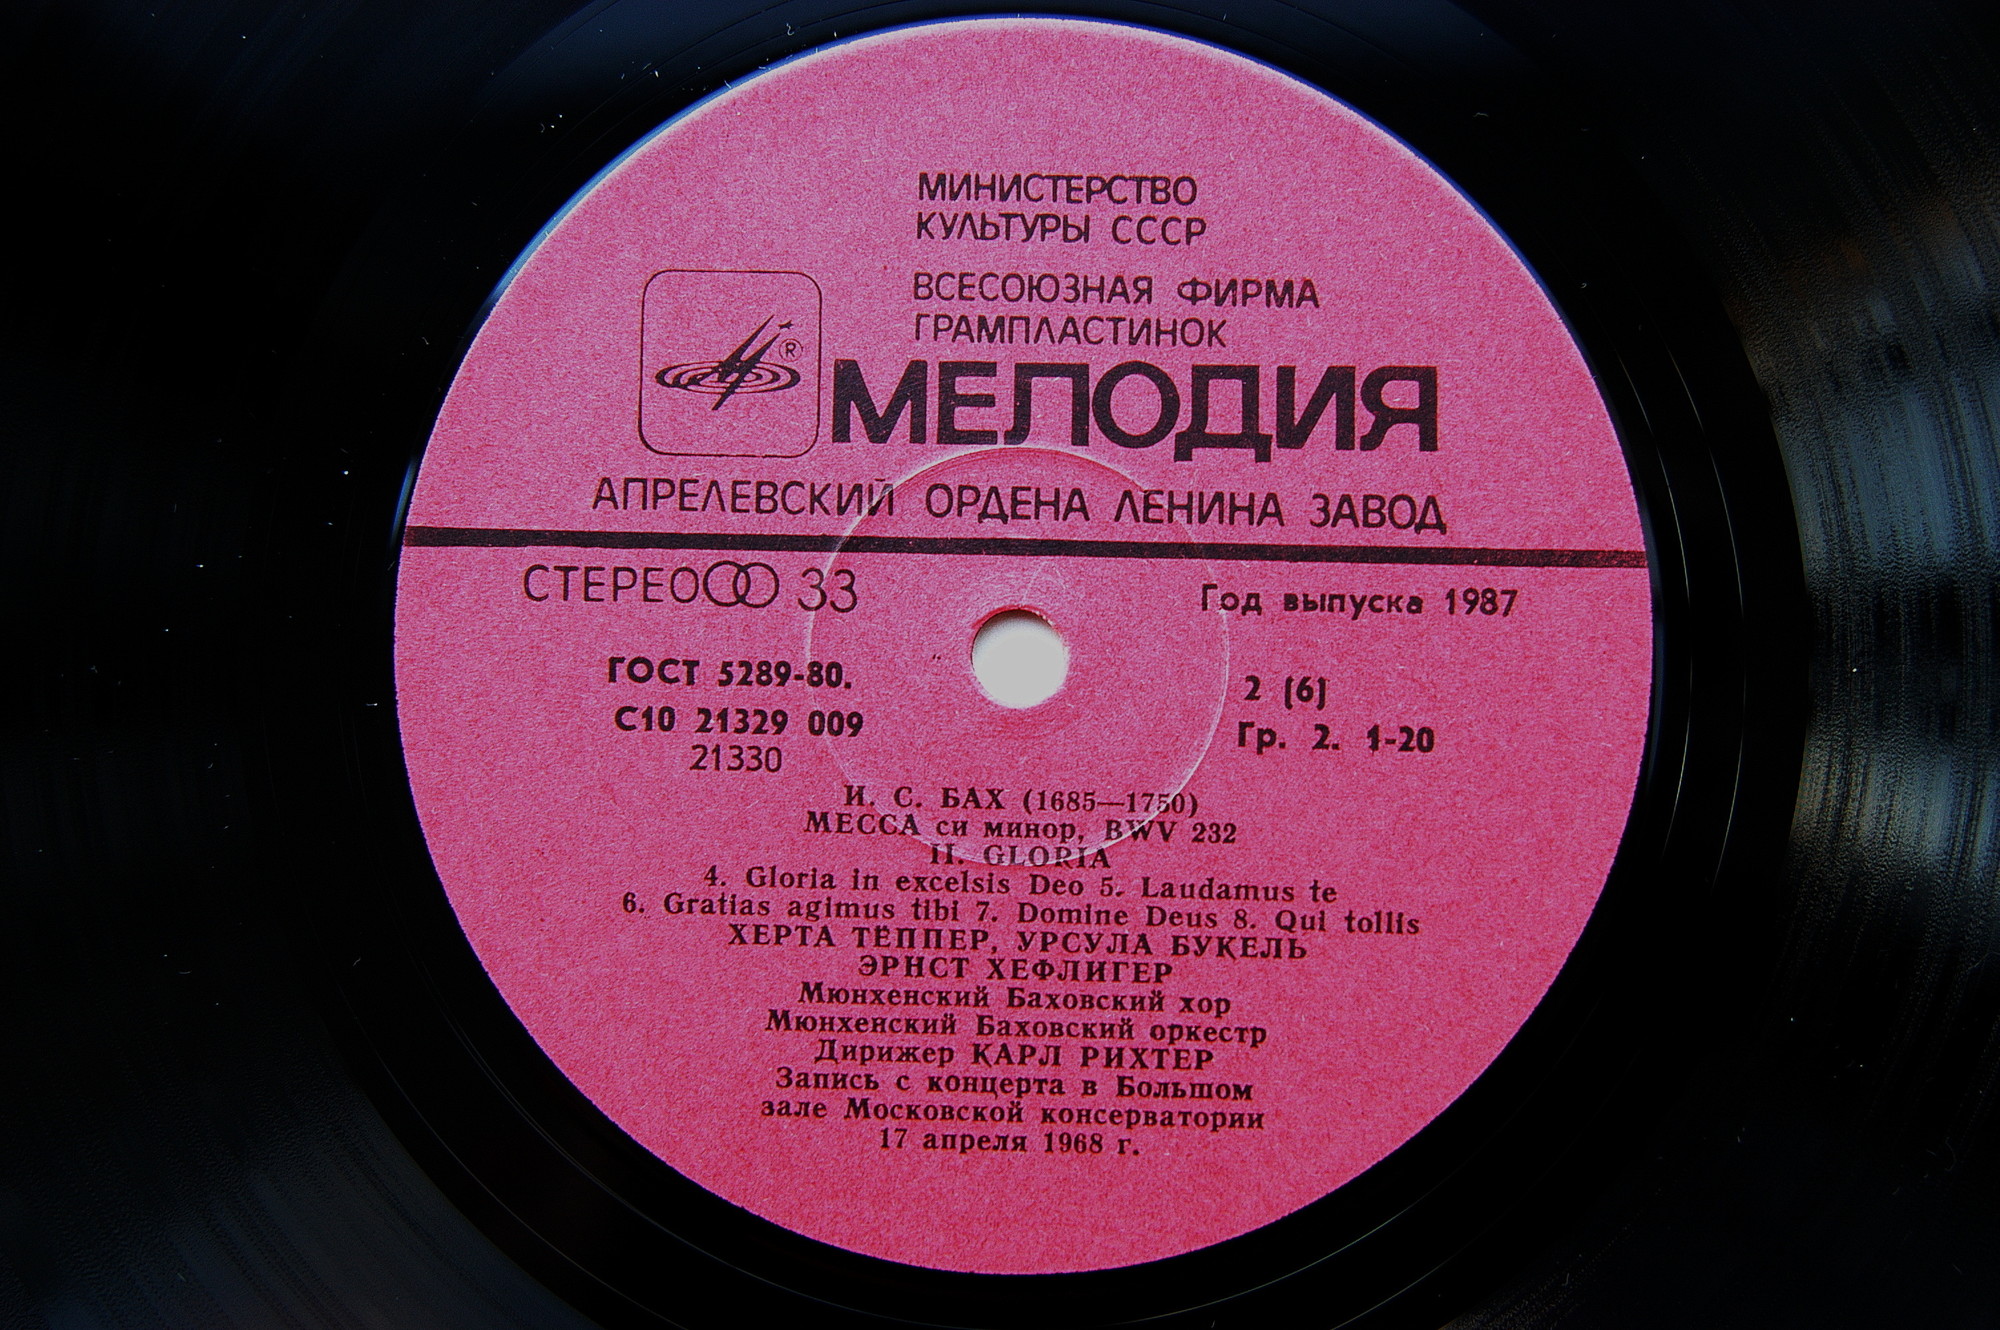 МИНИСТЕРСТВО
КУЛЬТУРЫ СССР
ВСЕСОЮЗНАЯ ФИРМА
ГРАМПЛАСТИНОК
®
МЕЛОДИЯ
АПРЕЛЕВСКИЙ ОРДЕНА ЛЕНИНА ЗАВОД
СТЕРЕО 33
Год выпуска 1987
ГОСТ 5289-80.
С10 21329 009
21330
2 (6)
Гр. 2. 1-20
И. С. БАХ (1685—1750)
МЕССА си минор, BWV 232
II. GLORIA
4. Gloria in excelsis Deo 5. Laudamus te
6. Gratias agimus tibi 7. Domine Deus 8. Qui tollis
ХЕРТА ТЁППЕР, УРСУЛА БУКЕЛЬ
ЭРНСТ ХЕФЛИГЕР
Мюнхенский Баховский хор
Мюнхенский Баховский оркестр
Дирижер КАРЛ РИХТЕР
Запись с концерта в Большом
зале Московской консерватории
17 апреля 1968 г.